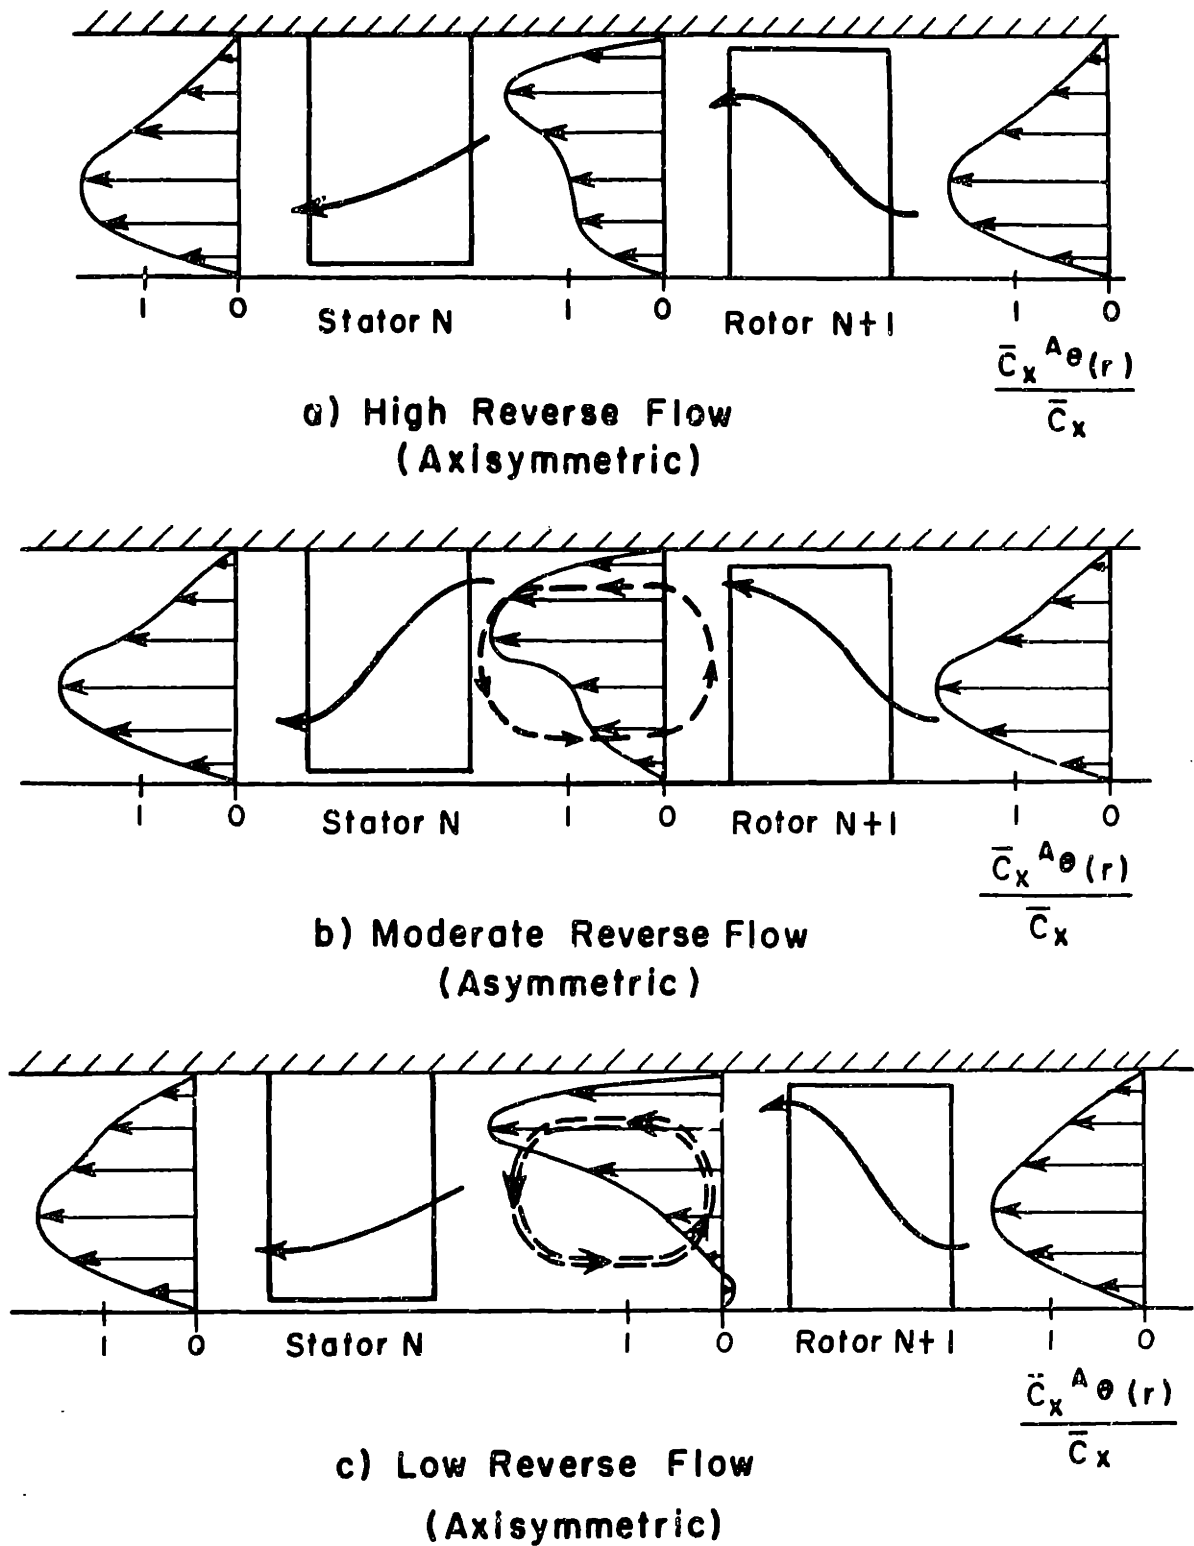 1 0 Stator N 1 0 Rotor N+1 1 0
C̄x Aθ(r)
C̄x
a) High Reverse Flow
(Axisymmetric)
1 0 Stator N 1 0 Rotor N+1 1 0
C̄x Aθ(r)
C̄x
b) Moderate Reverse Flow
(Asymmetric)
1 0 Stator N 1 0 Rotor N+1 1 0
C̄x Aθ(r)
C̄x
c) Low Reverse Flow
(Axisymmetric)